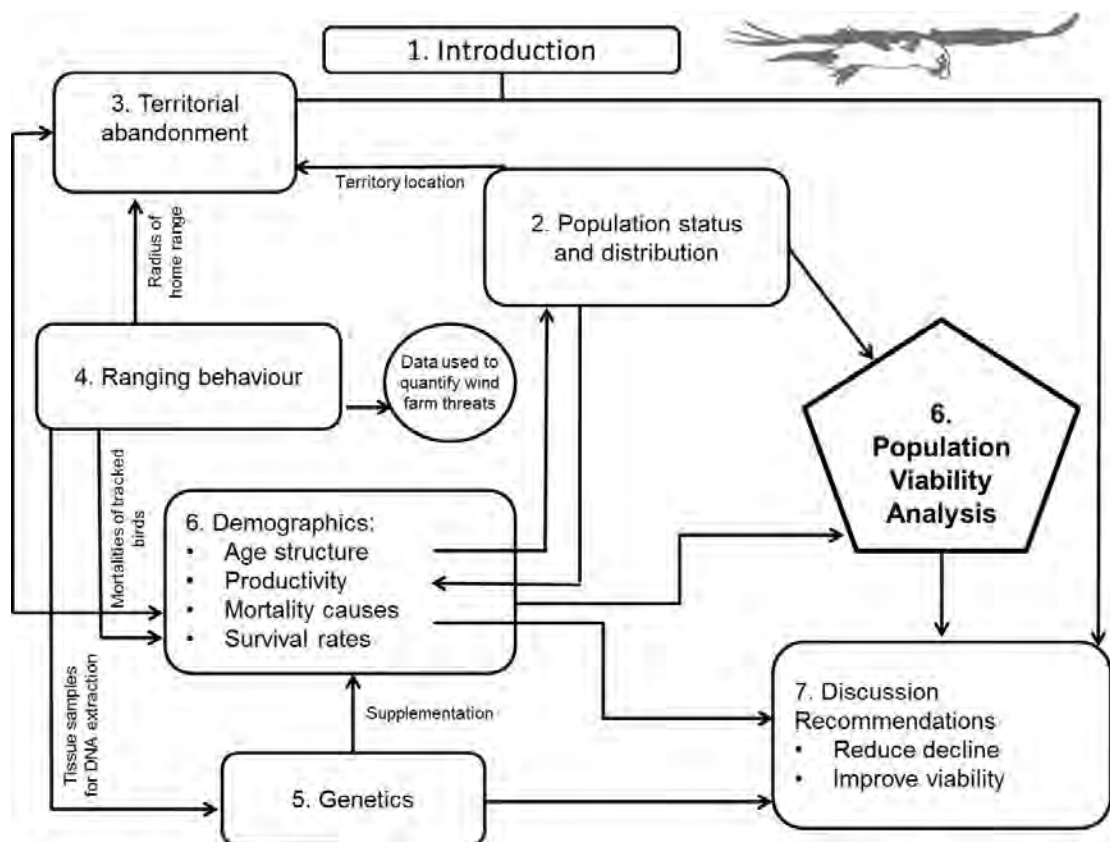 1. Introduction
3. Territorial
abandonment
Territory location
2. Population status
and distribution
Radius of
home range
4. Ranging behaviour
Data used to
quantify wind
farm threats
6.
Population
Viability
Analysis
Mortalities of tracked
birds
6. Demographics:
• Age structure
• Productivity
• Mortality causes
• Survival rates
Tissue samples
for DNA extraction
Supplementation
5. Genetics
7. Discussion
Recommendations
• Reduce decline
• Improve viability